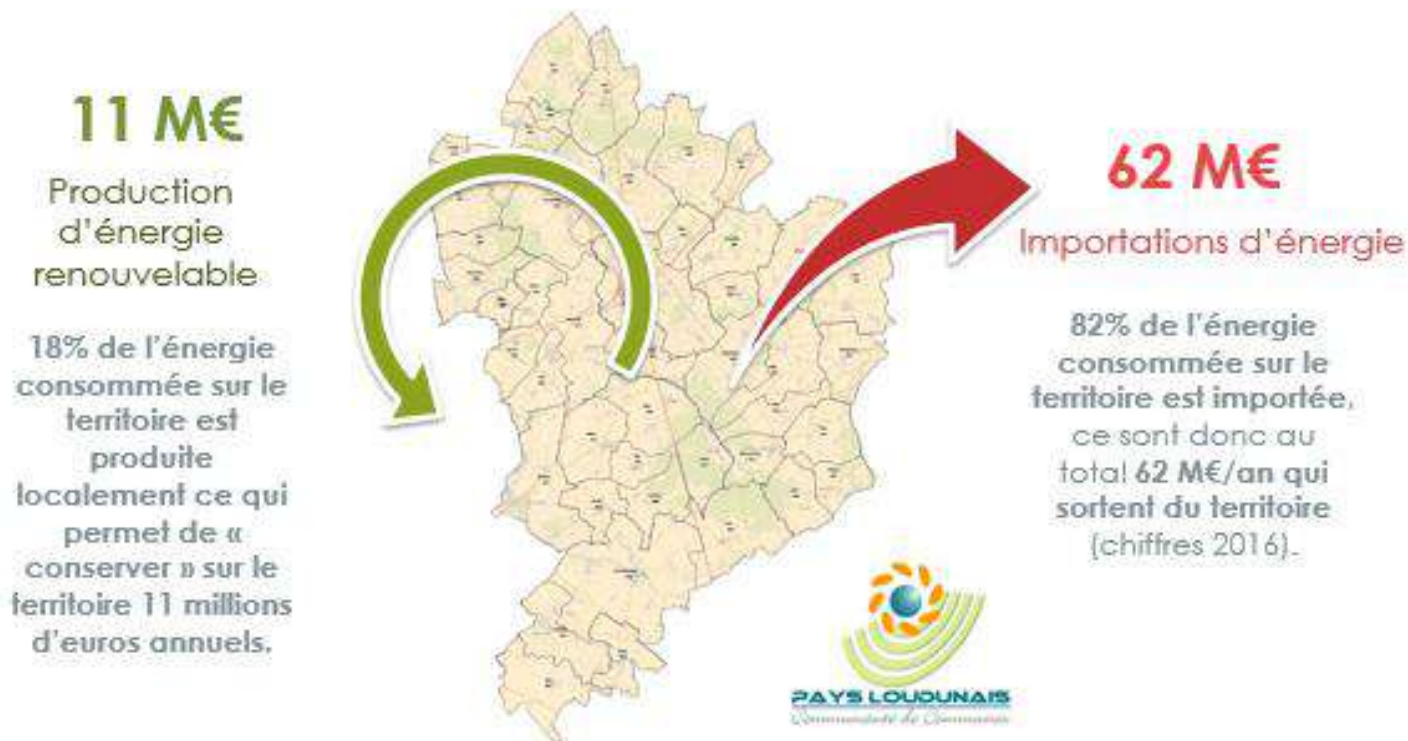 11 M€
Production
d'énergie
renouvelable
18% de l'énergie
consommée sur le
territoire est
produite
localement ce qui
permet de «
conserver » sur le
territoire 11 millions
d'euros annuels.
62 M€
Importations d'énergie
82% de l'énergie
consommée sur le
territoire est importée,
ce sont donc au
total 62 M€/an qui
sortent du territoire
(chiffres 2016).
PAYS LOUDUNAIS
Communauté de Communes